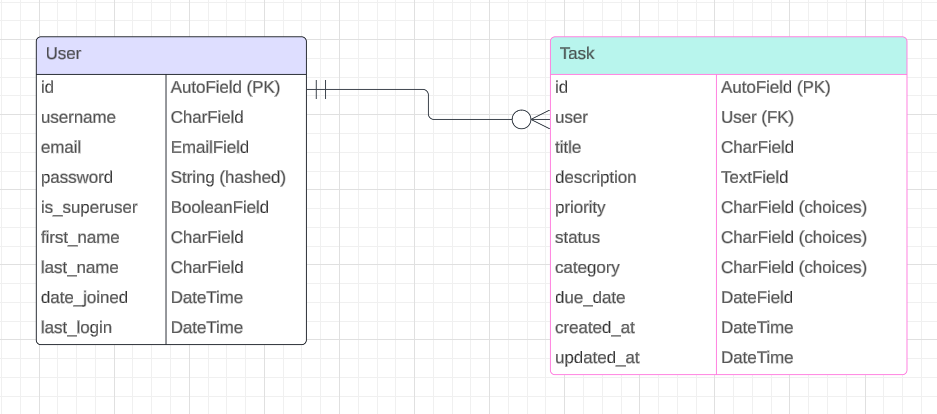 User
id AutoField (PK)
username CharField
email EmailField
password String (hashed)
is_superuser BooleanField
first_name CharField
last_name CharField
date_joined DateTime
last_login DateTime
Task
id AutoField (PK)
user User (FK)
title CharField
description TextField
priority CharField (choices)
status CharField (choices)
category CharField (choices)
due_date DateField
created_at DateTime
updated_at DateTime